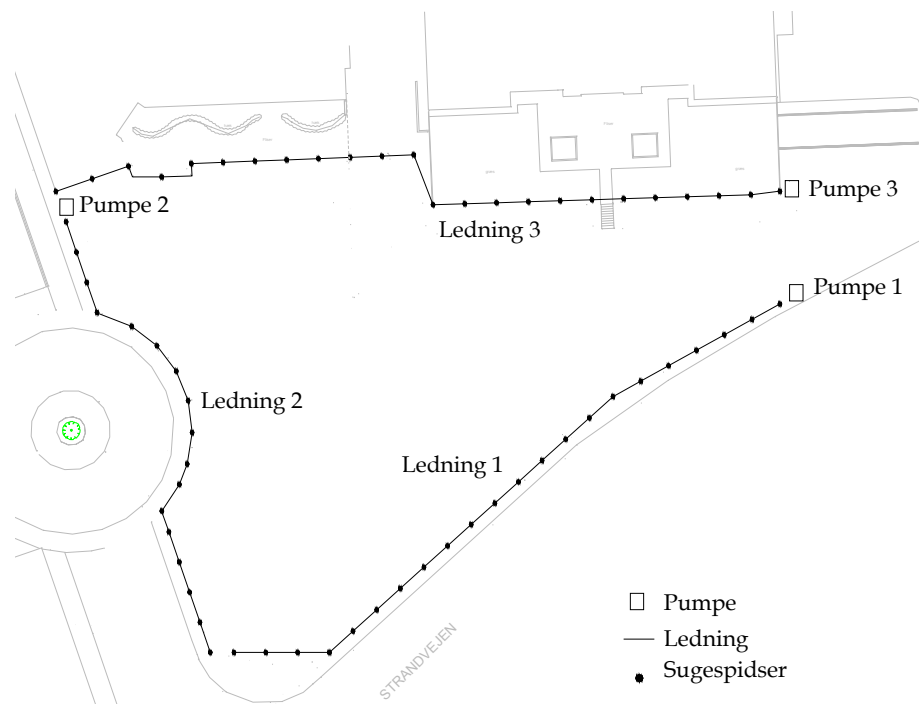 Pumpe 3
Pumpe 2
Ledning 3
Pumpe 1
Ledning 2
Ledning 1
Pumpe
Ledning
Sugespidser
STRANDVEJEN